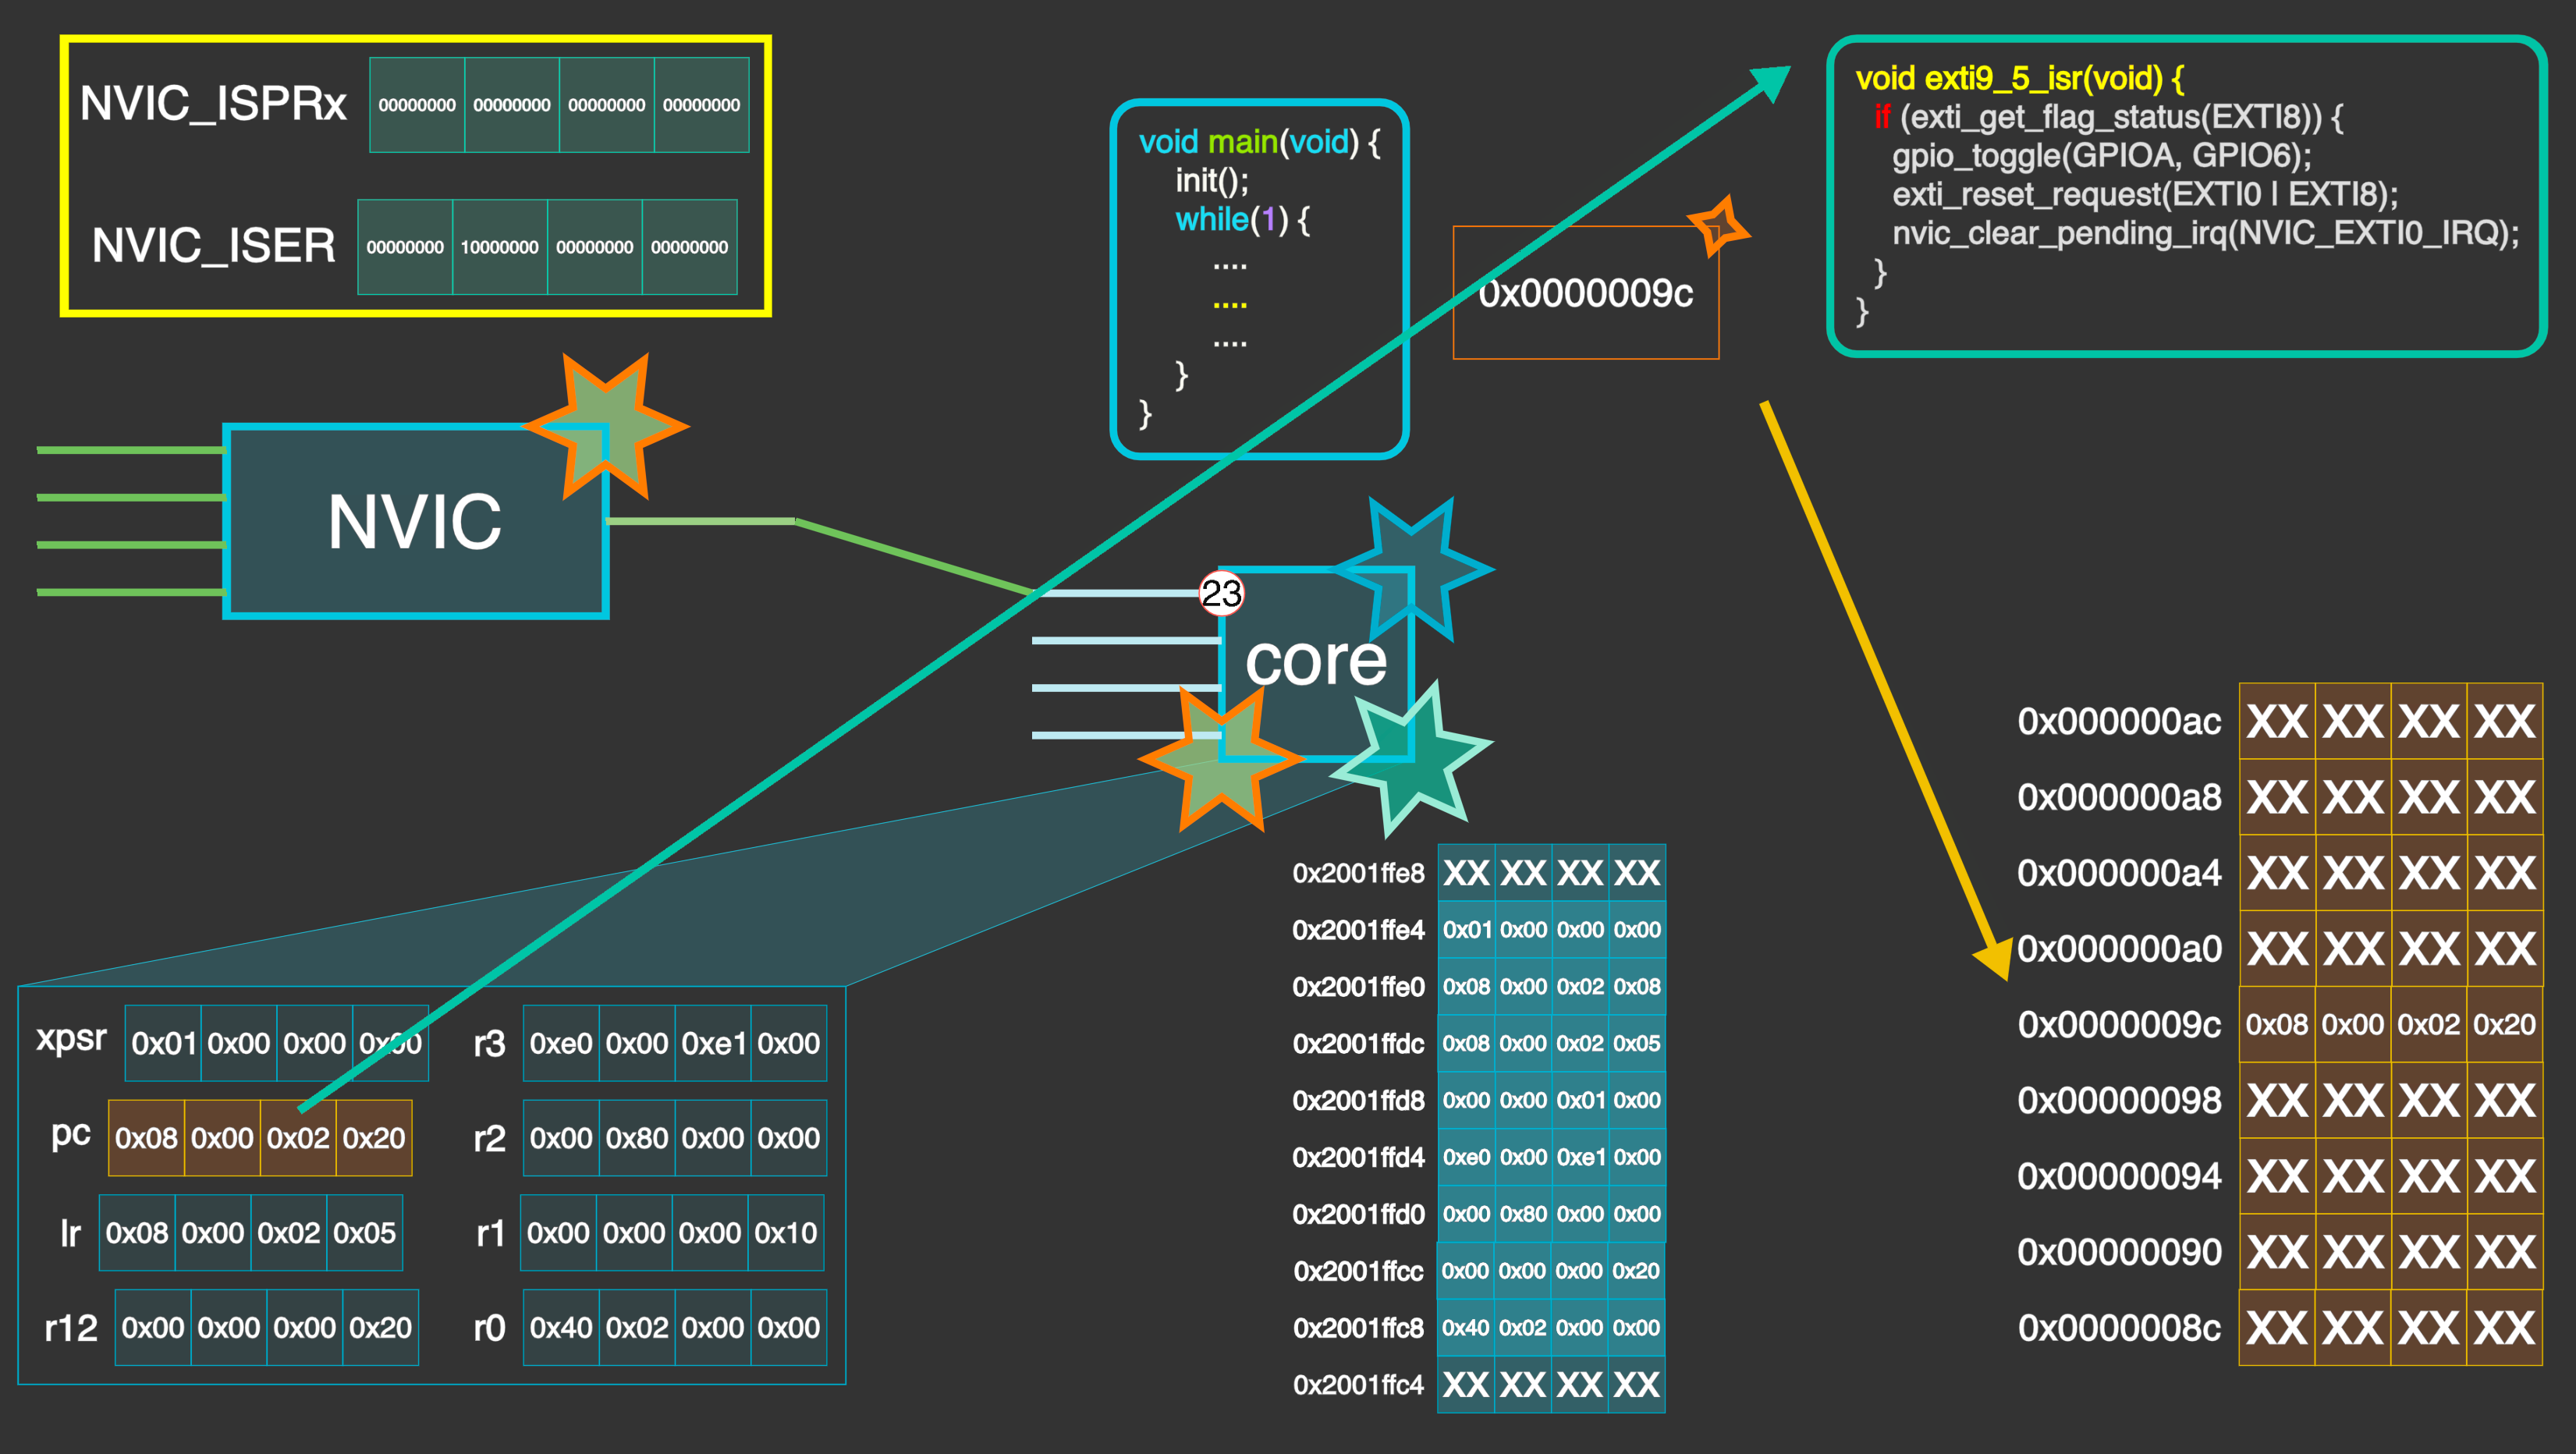 NVIC_ISPRx 00000000 00000000 00000000 00000000
NVIC_ISER 00000000 10000000 00000000 00000000
void main(void) {
init();
while(1) {
....
....
....
}
}
0x0000009c
void exti9_5_isr(void) {
if (exti_get_flag_status(EXTI8)) {
gpio_toggle(GPIOA, GPIO6);
exti_reset_request(EXTI0 | EXTI8);
nvic_clear_pending_irq(NVIC_EXTI0_IRQ);
}
}
NVIC
23
core
xpsr 0x01 0x00 0x00 0x00
pc 0x08 0x00 0x02 0x20
lr 0x08 0x00 0x02 0x05
r12 0x00 0x00 0x00 0x20
r3 0xe0 0x00 0xe1 0x00
r2 0x00 0x80 0x00 0x00
r1 0x00 0x00 0x00 0x10
r0 0x40 0x02 0x00 0x00
0x2001ffe8 XX XX XX XX
0x2001ffe4 0x01 0x00 0x00 0x00
0x2001ffe0 0x08 0x00 0x02 0x08
0x2001ffdc 0x08 0x00 0x02 0x05
0x2001ffd8 0x00 0x00 0x01 0x00
0x2001ffd4 0xe0 0x00 0xe1 0x00
0x2001ffd0 0x00 0x80 0x00 0x00
0x2001ffcc 0x00 0x00 0x00 0x20
0x2001ffc8 0x40 0x02 0x00 0x00
0x2001ffc4 XX XX XX XX
0x000000ac XX XX XX XX
0x000000a8 XX XX XX XX
0x000000a4 XX XX XX XX
0x000000a0 XX XX XX XX
0x0000009c 0x08 0x00 0x02 0x20
0x00000098 XX XX XX XX
0x00000094 XX XX XX XX
0x00000090 XX XX XX XX
0x0000008c XX XX XX XX